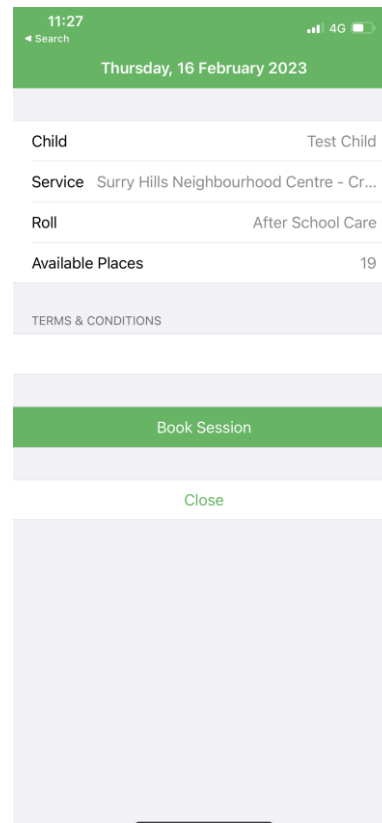 11:27
4G
◀ Search
Thursday, 16 February 2023
Child Test Child
Service Surry Hills Neighbourhood Centre - Cr...
Roll After School Care
Available Places 19
TERMS & CONDITIONS
Book Session
Close